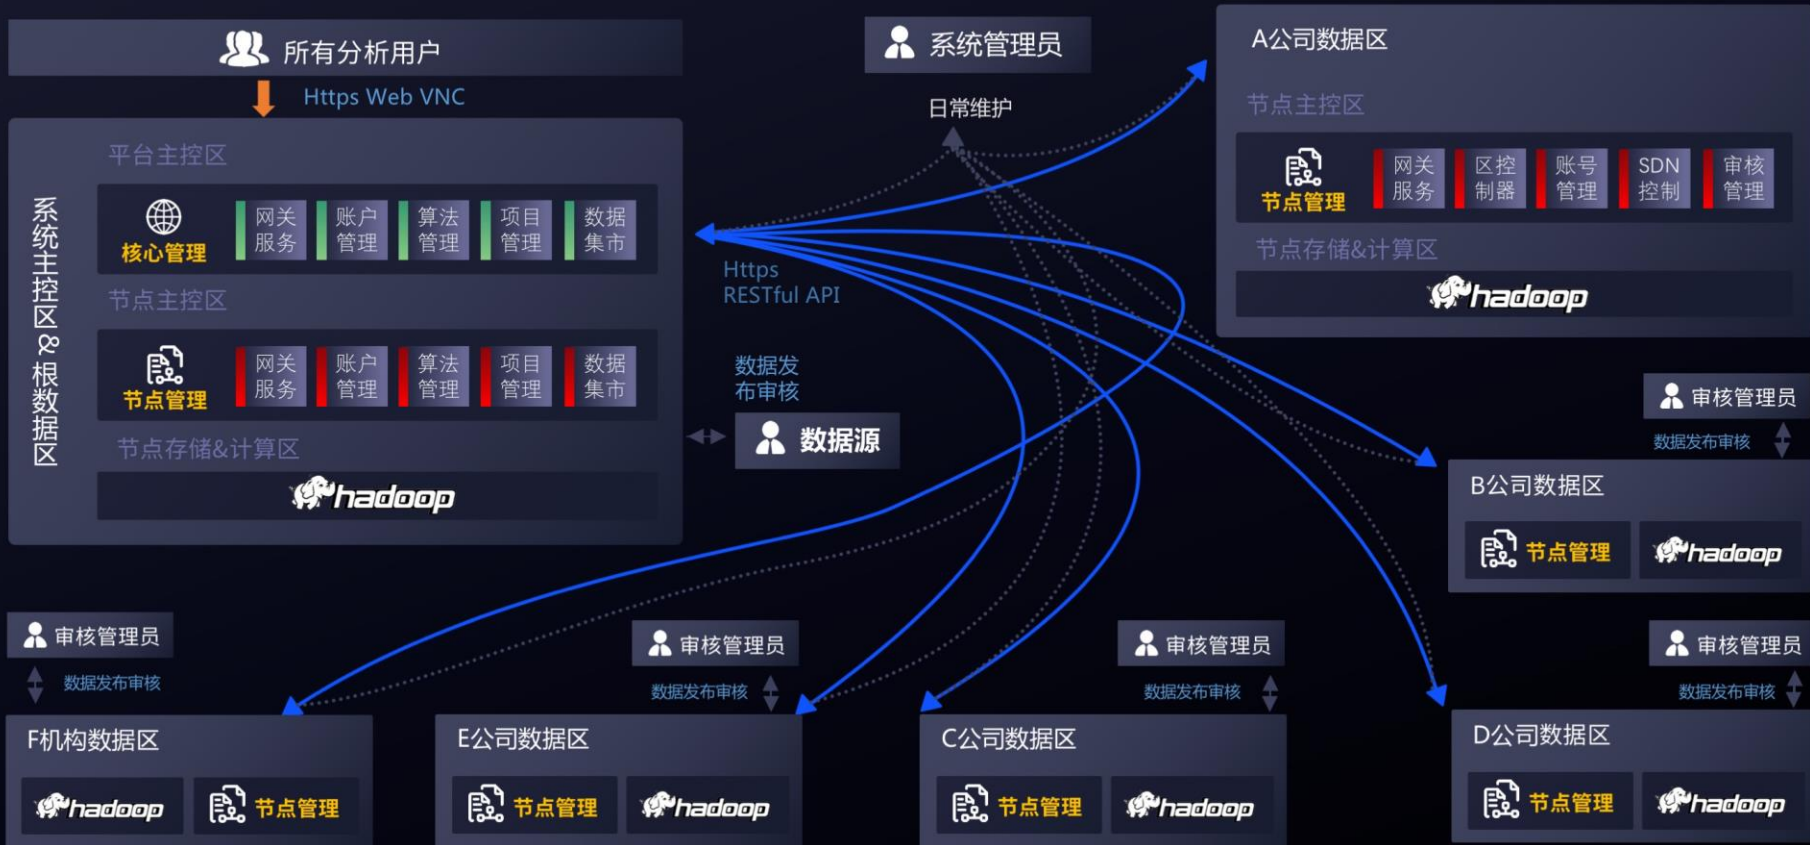 所有分析用户
Https Web VNC
系统主控区&根数据区
平台主控区
核心管理
网关
服务
账户
管理
算法
管理
项目
管理
数据
集市
节点主控区
节点管理
网关
服务
账户
管理
算法
管理
项目
管理
数据
集市
节点存储&计算区
hadoop
系统管理员
日常维护
Https
RESTful API
数据发
布审核
数据源
A公司数据区
节点主控区
节点管理
网关
服务
区控
制器
账号
管理
SDN
控制
审核
管理
节点存储&计算区
hadoop
审核管理员
数据发布审核
B公司数据区
节点管理
hadoop
审核管理员
数据发布审核
F机构数据区
hadoop
节点管理
审核管理员
数据发布审核
E公司数据区
节点管理
hadoop
审核管理员
数据发布审核
C公司数据区
节点管理
hadoop
审核管理员
数据发布审核
D公司数据区
节点管理
hadoop